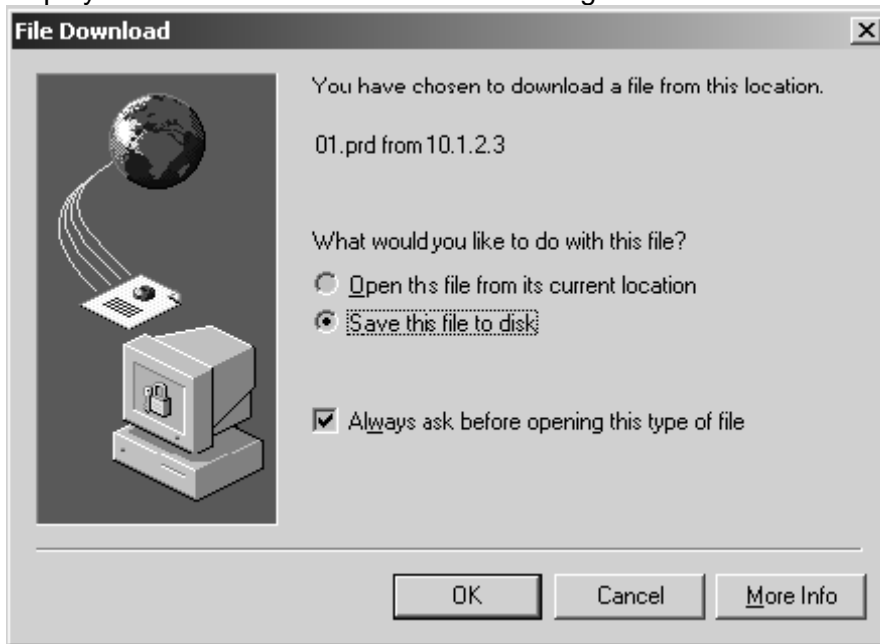 File Download
You have chosen to download a file from this location.
01.prd from 10.1.2.3
What would you like to do with this file?
Open ths file from its current location
Save this file to disk
Always ask before opening this type of file
OK
Cancel
More Info